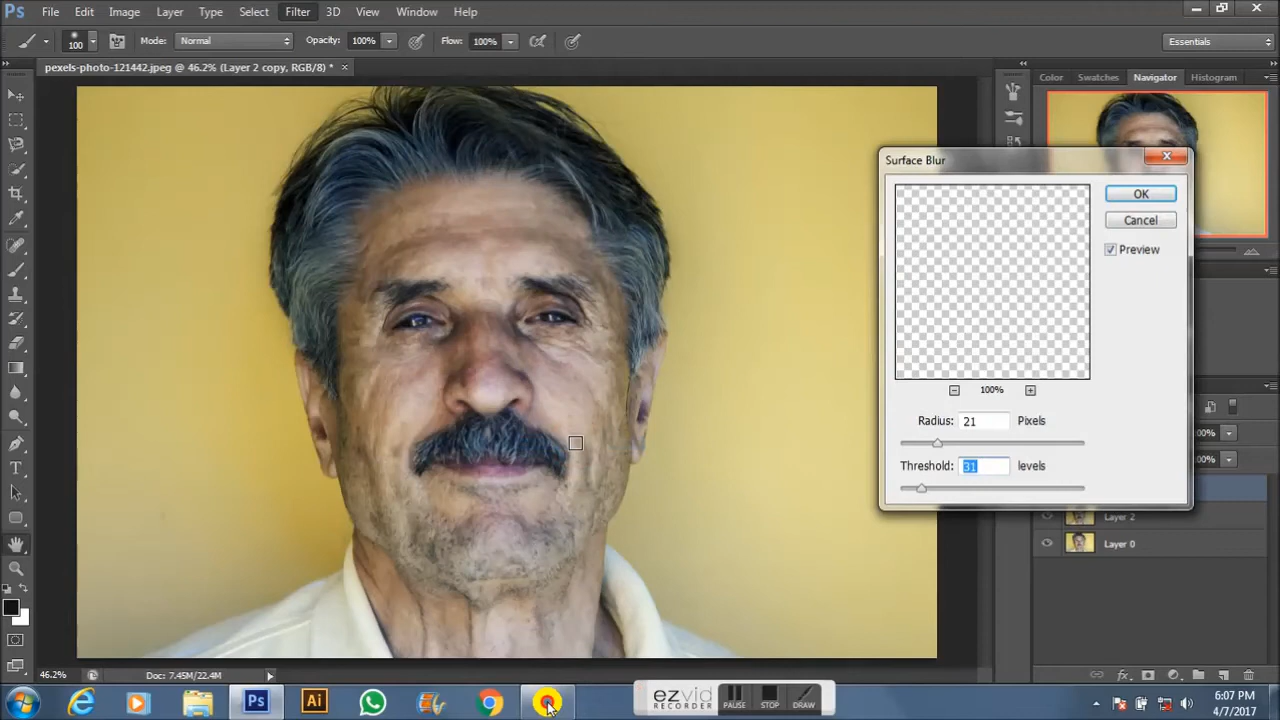 Ps File Edit Image Layer Type Select Filter 3D View Window Help
100 Mode: Normal Opacity: 100% Flow: 100% Essentials
pexels-photo-121442.jpeg @ 46.2% (Layer 2 copy, RGB/8) * ×
Color Swatches Navigator Histogram
Surface Blur
OK
Cancel
Preview
100%
Radius: 21 Pixels
Threshold: 31 levels
Layer 2
Layer 0
46.2% Doc: 7.45M/22.4M
Ps Ai
ezvid
RECORDER
PAUSE STOP DRAW
6:07 PM
4/7/2017